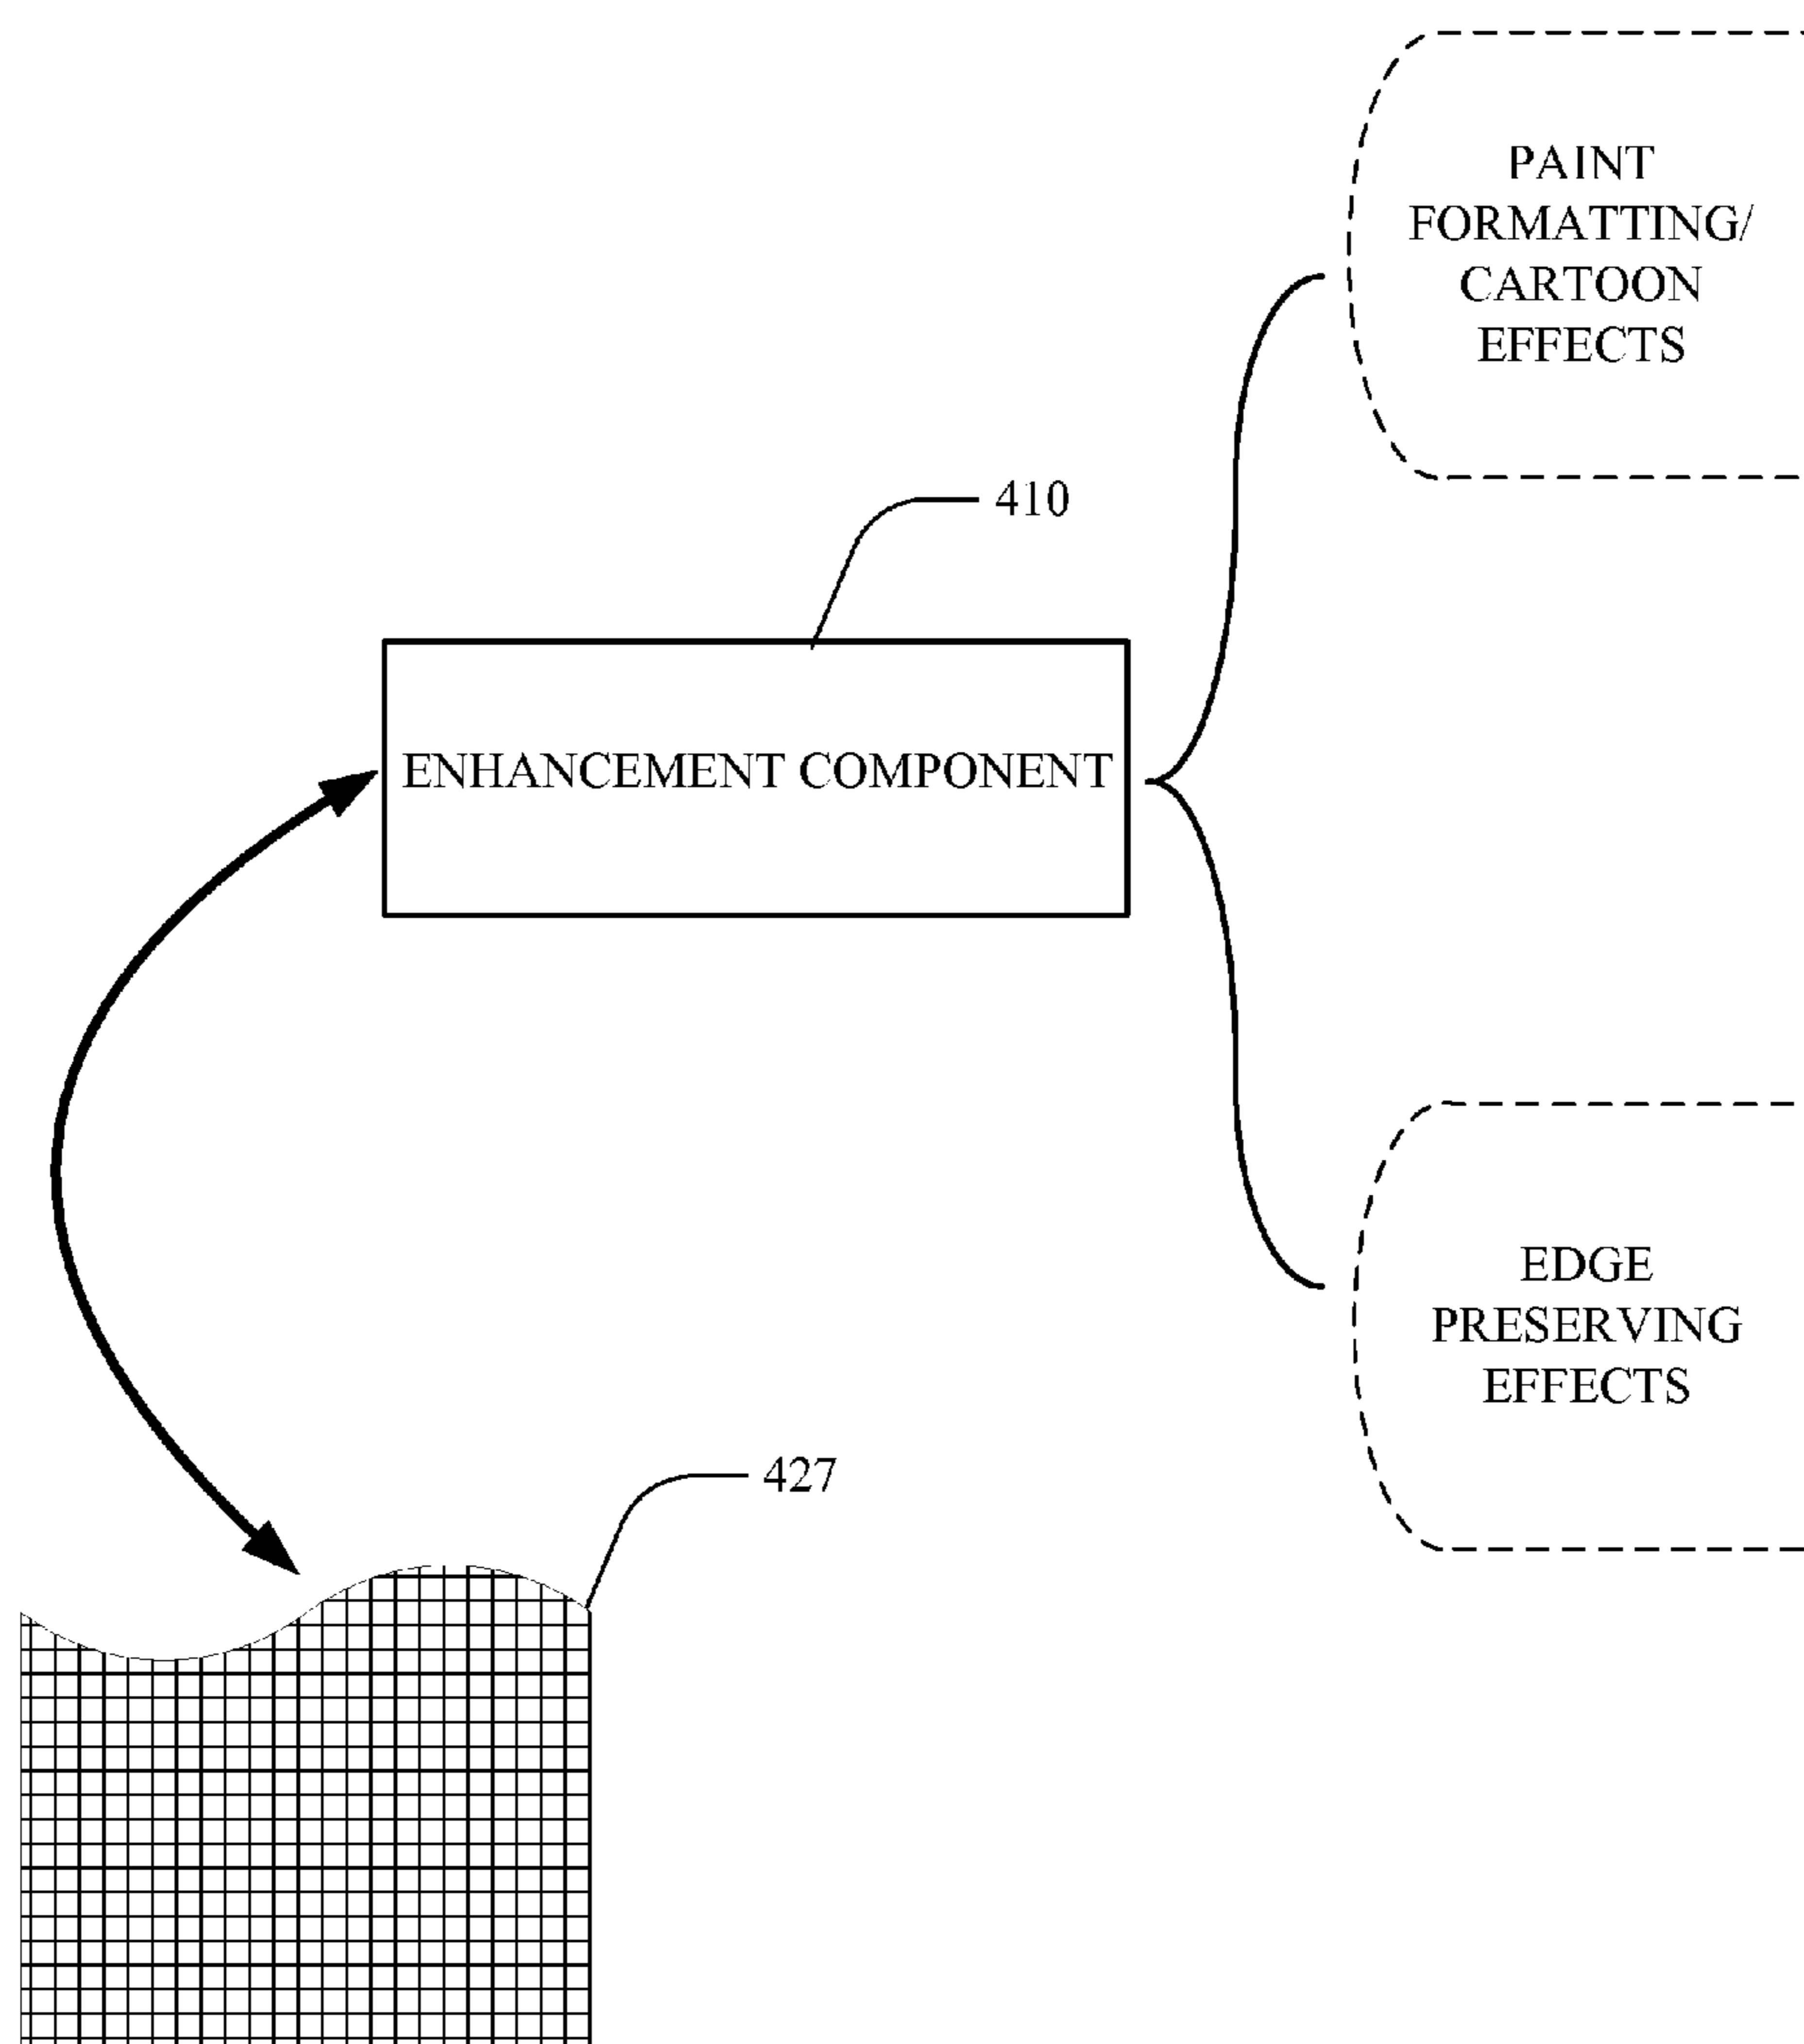 PAINT
FORMATTING/
CARTOON
EFFECTS
410
ENHANCEMENT COMPONENT
EDGE
PRESERVING
EFFECTS
427